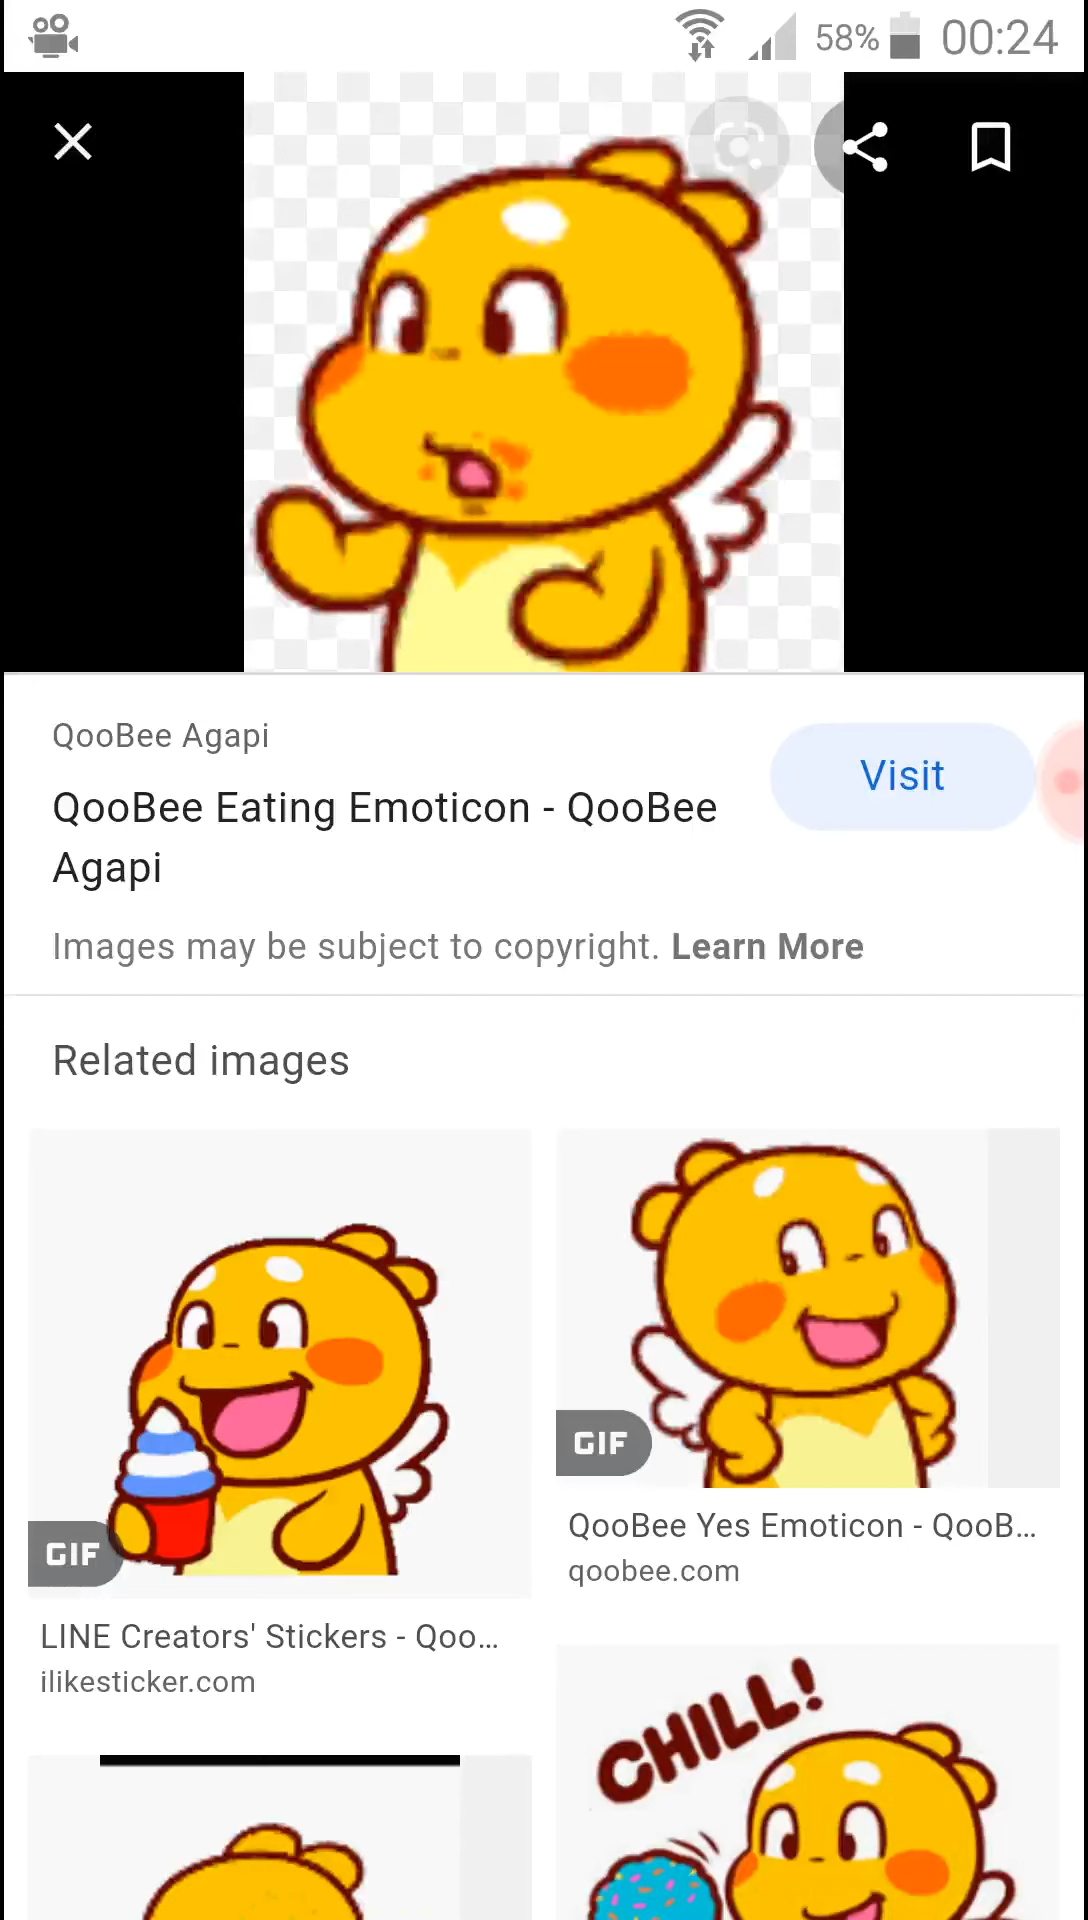 58%
00:24
QooBee Agapi
QooBee Eating Emoticon - QooBee
Agapi
Visit
Images may be subject to copyright. Learn More
Related images
GIF
LINE Creators' Stickers - Qoo...
ilikesticker.com
GIF
QooBee Yes Emoticon - QooB...
qoobee.com
CHILL!